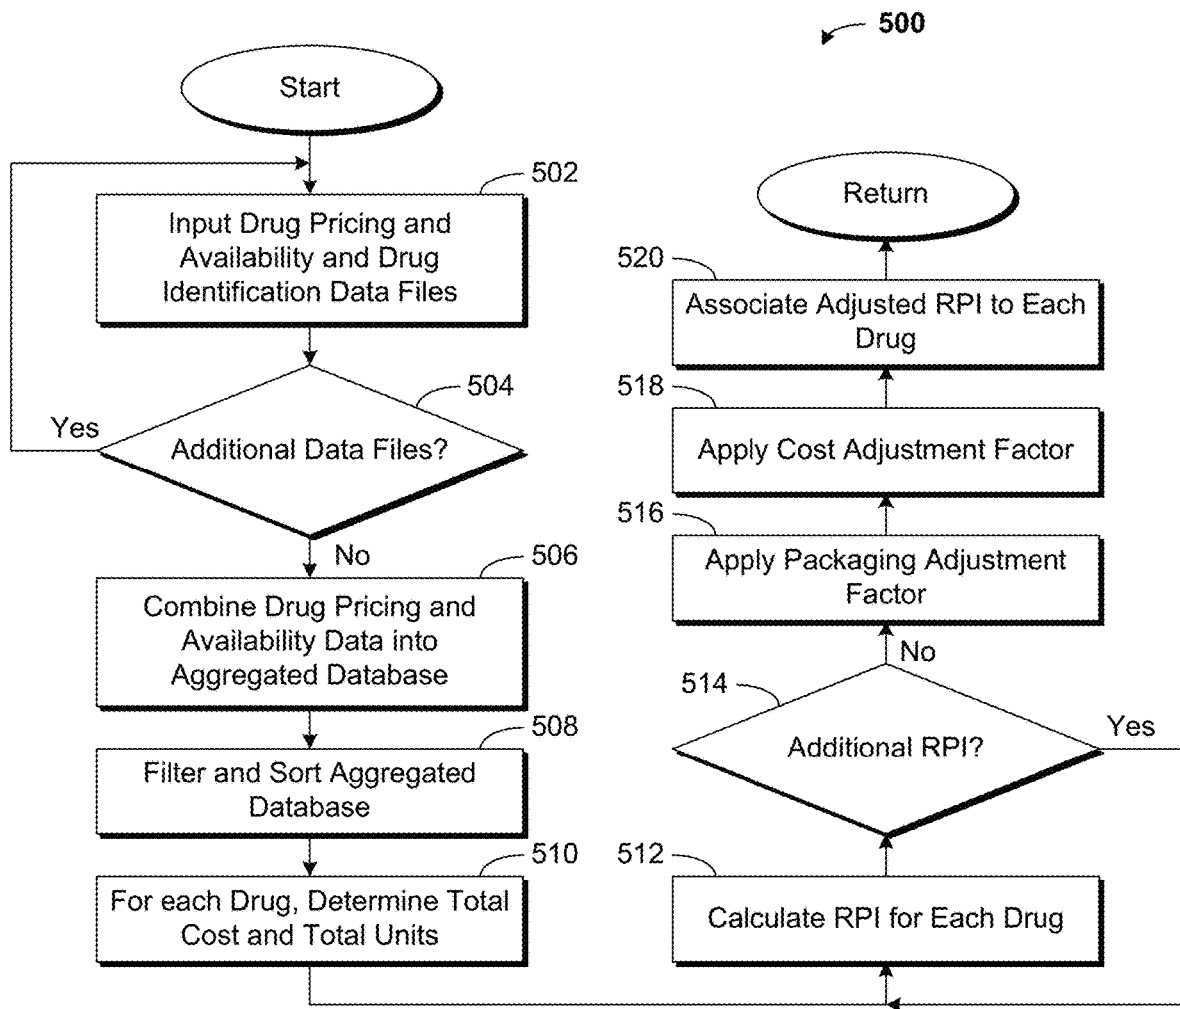 500
Start
502
Input Drug Pricing and
Availability and Drug
Identification Data Files
504
Yes
Additional Data Files?
No
506
Combine Drug Pricing and
Availability Data into
Aggregated Database
508
Filter and Sort Aggregated
Database
510
For each Drug, Determine Total
Cost and Total Units
Return
520
Associate Adjusted RPI to Each
Drug
518
Apply Cost Adjustment Factor
516
Apply Packaging Adjustment
Factor
No
514
Yes
Additional RPI?
512
Calculate RPI for Each Drug